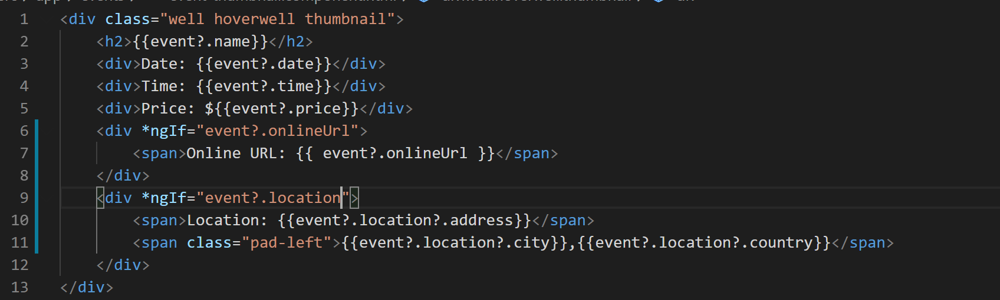 1 <div class="well hoverwell thumbnail">
2 <h2>{{event?.name}}</h2>
3 <div>Date: {{event?.date}}</div>
4 <div>Time: {{event?.time}}</div>
5 <div>Price: ${{event?.price}}</div>
6 <div *ngIf="event?.onlineUrl">
7 <span>Online URL: {{ event?.onlineUrl }}</span>
8 </div>
9 <div *ngIf="event?.location">
10 <span>Location: {{event?.location?.address}}</span>
11 <span class="pad-left">{{event?.location?.city}},{{event?.location?.country}}</span>
12 </div>
13 </div>